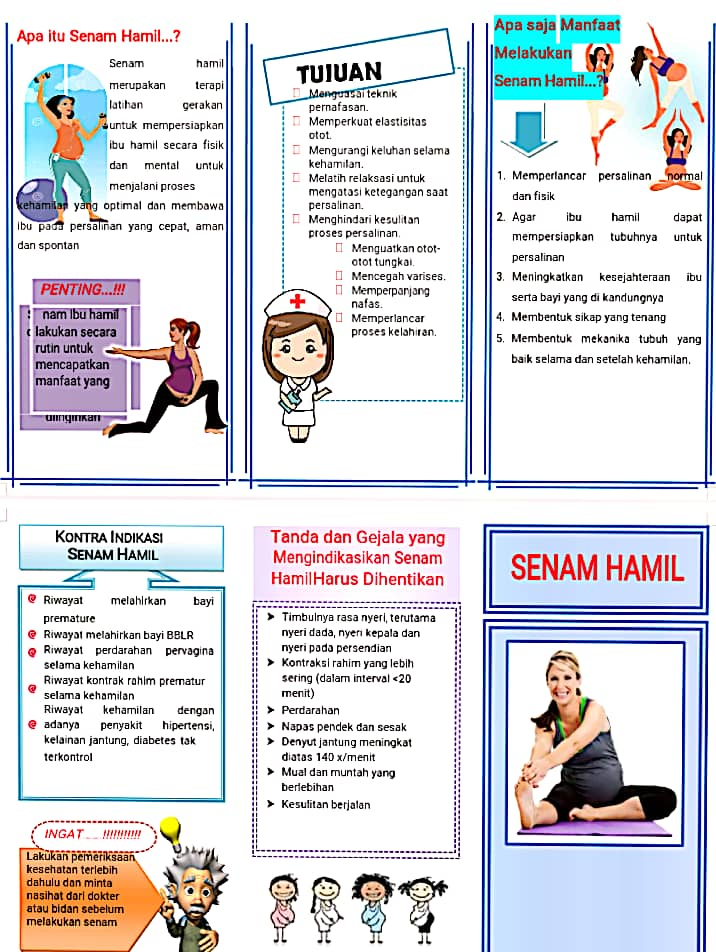 Apa itu Senam Hamil...?
Senam hamil
merupakan terapi
latihan gerakan
untuk mempersiapkan
ibu hamil secara fisik
dan mental untuk
menjalani proses
kehamilan yang optimal dan membawa
ibu pada persalinan yang cepat, aman
dan spontan
PENTING...!!!
nam Ibu hamil
lakukan secara
rutin untuk
mencapatkan
manfaat yang
diinginkan
TUJUAN
Menguasai teknik
pernafasan.
Memperkuat elastisitas
otot.
Mengurangi keluhan selama
kehamilan.
Melatih relaksasi untuk
mengatasi ketegangan saat
persalinan.
Menghindari kesulitan
proses persalinan.
Menguatkan otot-
otot tungkai.
Mencegah varises.
Memperpanjang
nafas.
Memperlancar
proses kelahiran.
Apa saja Manfaat
Melakukan
Senam Hamil...?
1. Memperlancar persalinan normal
dan fisik
2. Agar ibu hamil dapat
mempersiapkan tubuhnya untuk
persalinan
3. Meningkatkan kesejahteraan ibu
serta bayi yang di kandungnya
4. Membentuk sikap yang tenang
5. Membentuk mekanika tubuh yang
baik selama dan setelah kehamilan.
KONTRA INDIKASI
SENAM HAMIL
Riwayat melahirkan bayi
premature
Riwayat melahirkan bayi BBLR
Riwayat perdarahan pervagina
selama kehamilan
Riwayat kontrak rahim prematur
selama kehamilan
Riwayat kehamilan dengan
adanya penyakit hipertensi,
kelainan jantung, diabetes tak
terkontrol
INGAT .... !!!!!!!!!!!
Lakukan pemeriksaan
kesehatan terlebih
dahulu dan minta
nasihat dari dokter
atau bidan sebelum
melakukan senam
Tanda dan Gejala yang
Mengindikasikan Senam
HamilHarus Dihentikan
➤ Timbulnya rasa nyeri, terutama
nyeri dada, nyeri kepala dan
nyeri pada persendian
➤ Kontraksi rahim yang lebih
sering (dalam interval <20
menit)
➤ Perdarahan
➤ Napas pendek dan sesak
➤ Denyut jantung meningkat
diatas 140 x/menit
➤ Mual dan muntah yang
berlebihan
➤ Kesulitan berjalan
SENAM HAMIL